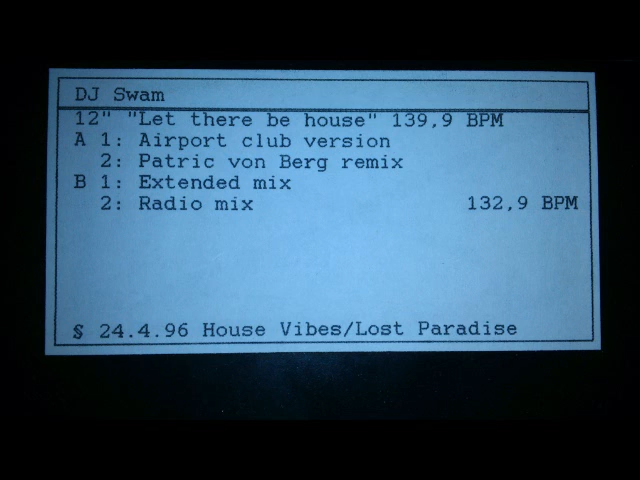 DJ Swam
12" "Let there be house" 139,9 BPM
A 1: Airport club version
2: Patric von Berg remix
B 1: Extended mix
2: Radio mix 132,9 BPM
§ 24.4.96 House Vibes/Lost Paradise